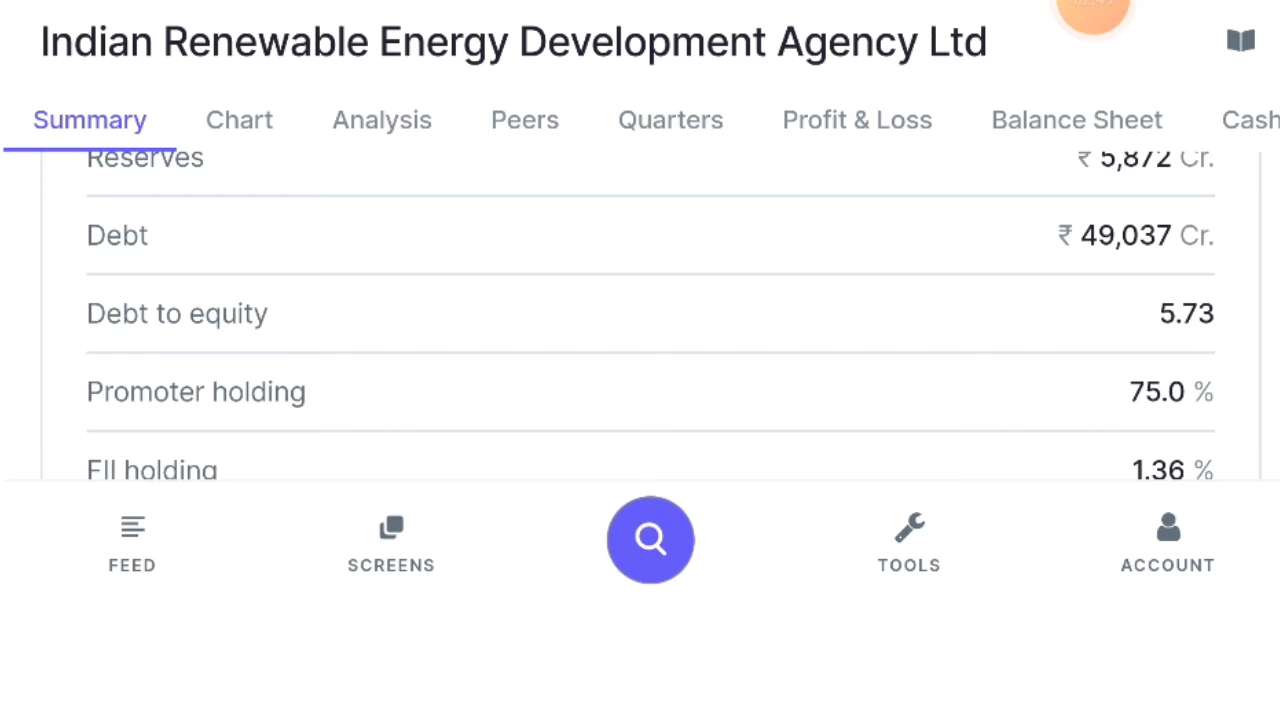 Indian Renewable Energy Development Agency Ltd
Summary Chart Analysis Peers Quarters Profit & Loss Balance Sheet Cash
Reserves ₹ 5,872 Cr.
Debt ₹ 49,037 Cr.
Debt to equity 5.73
Promoter holding 75.0 %
FII holding 1.36 %
FEED SCREENS TOOLS ACCOUNT